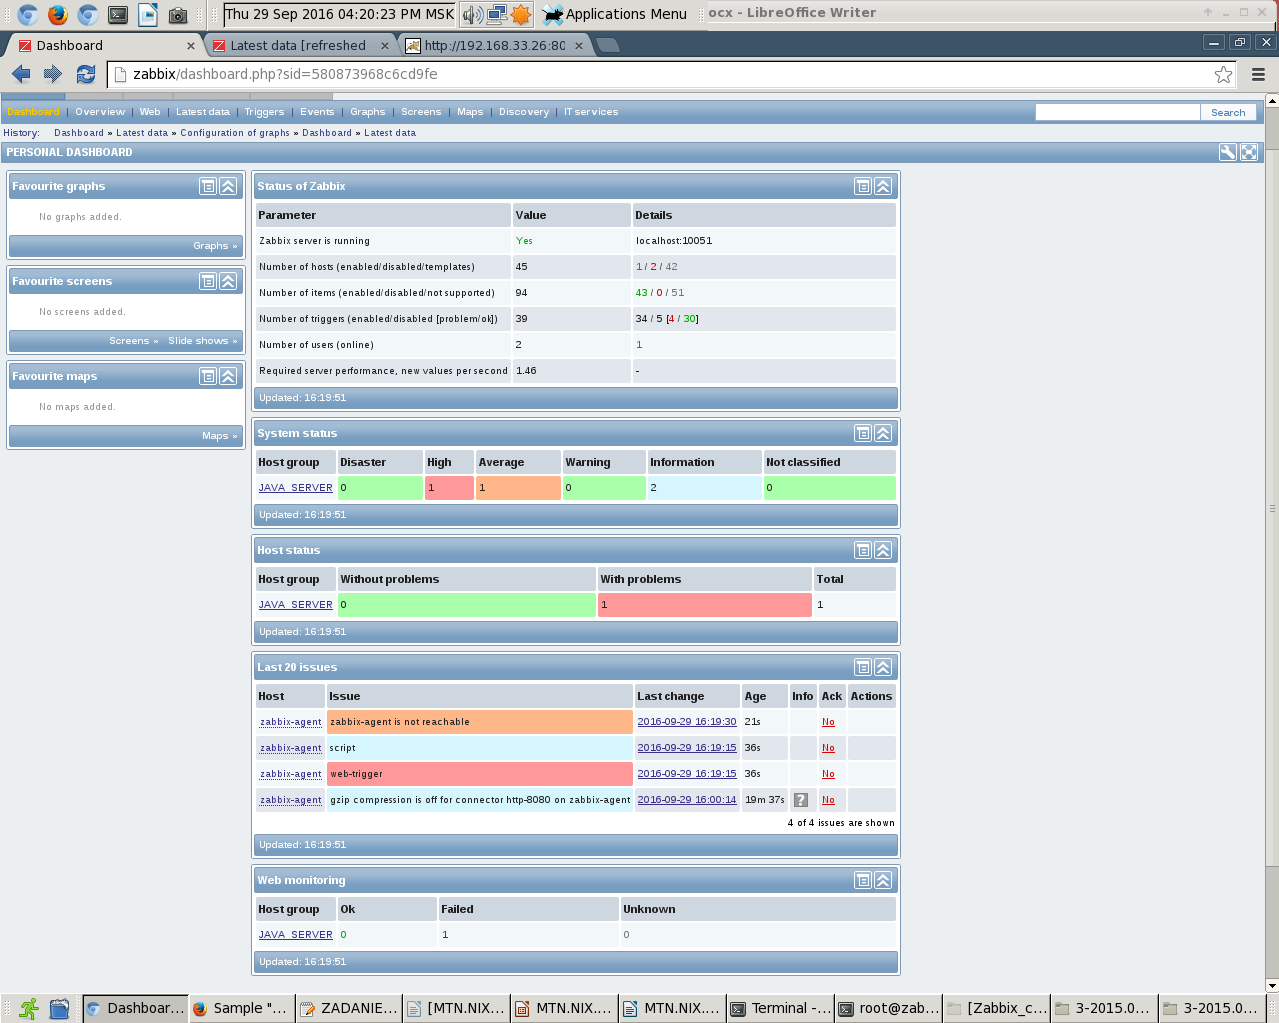 Thu 29 Sep 2016 04:20:23 PM MSK Applications Menu ocx - LibreOffice Writer
Dashboard Latest data [refreshed http://192.168.33.26:80
zabbix/dashboard.php?sid=580873968c6cd9fe
Dashboard | Overview | Web | Latest data | Triggers | Events | Graphs | Screens | Maps | Discovery | IT services Search
History: Dashboard » Latest data » Configuration of graphs » Dashboard » Latest data
PERSONAL DASHBOARD
Favourite graphs
No graphs added.
Graphs »
Favourite screens
No screens added.
Screens » Slide shows »
Favourite maps
No maps added.
Maps »
Status of Zabbix
Parameter Value Details
Zabbix server is running Yes localhost:10051
Number of hosts (enabled/disabled/templates) 45 1 / 2 / 42
Number of items (enabled/disabled/not supported) 94 43 / 0 / 51
Number of triggers (enabled/disabled [problem/ok]) 39 34 / 5 [4 / 30]
Number of users (online) 2 1
Required server performance, new values per second 1.46 -
Updated: 16:19:51
System status
Host group Disaster High Average Warning Information Not classified
JAVA_SERVER 0 1 1 0 2 0
Updated: 16:19:51
Host status
Host group Without problems With problems Total
JAVA_SERVER 0 1 1
Updated: 16:19:51
Last 20 issues
Host Issue Last change Age Info Ack Actions
zabbix-agent zabbix-agent is not reachable 2016-09-29 16:19:30 21s No
zabbix-agent script 2016-09-29 16:19:15 36s No
zabbix-agent web-trigger 2016-09-29 16:19:15 36s No
zabbix-agent gzip compression is off for connector http-8080 on zabbix-agent 2016-09-29 16:00:14 19m 37s ? No
4 of 4 issues are shown
Updated: 16:19:51
Web monitoring
Host group Ok Failed Unknown
JAVA_SERVER 0 1 0
Updated: 16:19:51
Dashboar... Sample "... ZADANIE... [MTN.NIX... MTN.NIX.... MTN.NIX.... Terminal -... root@zab... [Zabbix_c... 3-2015.0... 3-2015.0...